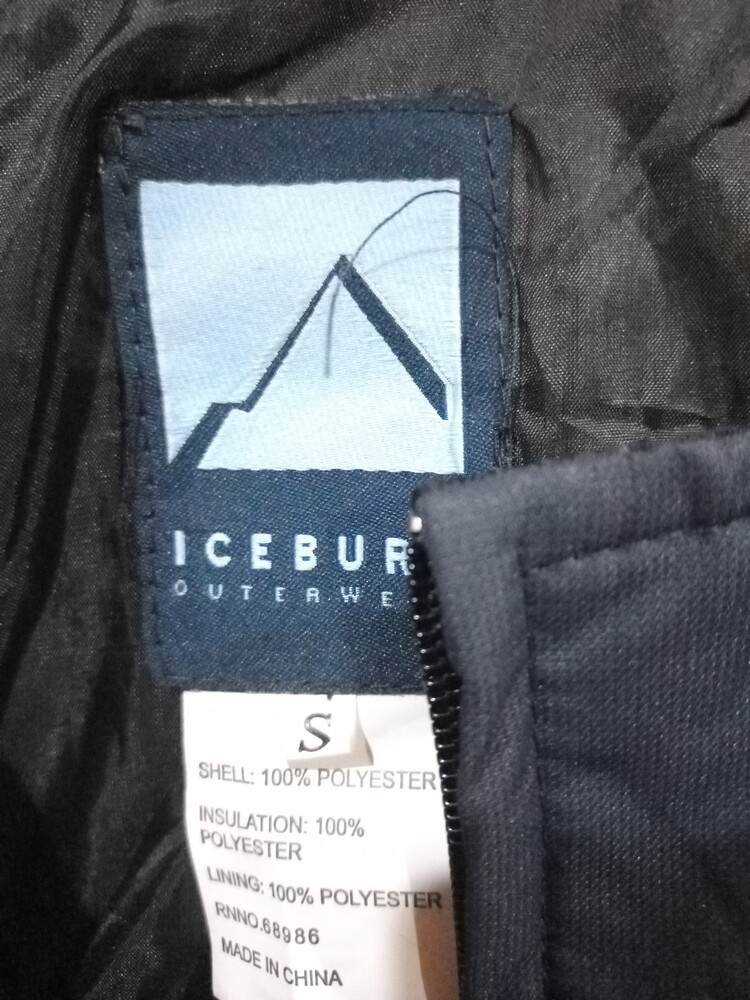 ICEBUR
OUTERWE
S
SHELL: 100% POLYESTER
INSULATION: 100%
POLYESTER
LINING: 100% POLYESTER
RNNO.68986
MADE IN CHINA